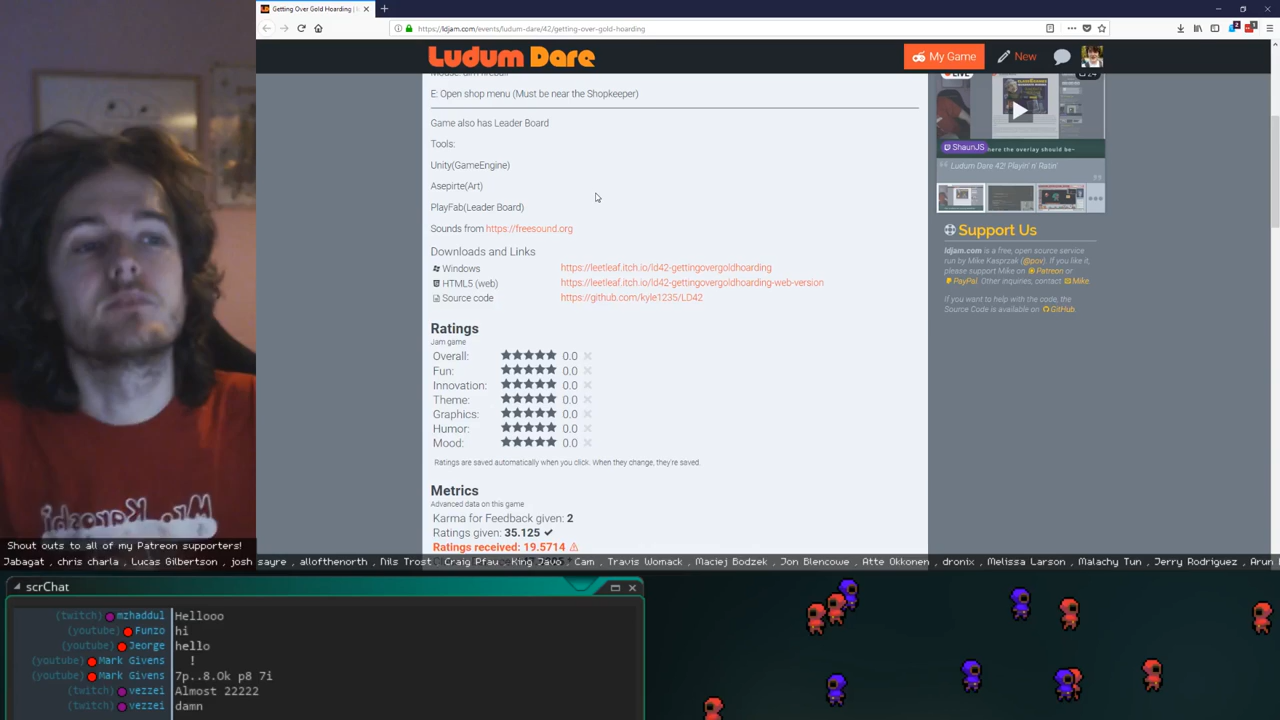 Getting Over Gold Hoarding |
https://ldjam.com/events/ludum-dare/42/getting-over-gold-hoarding
Ludum Dare
My Game
New
E: Open shop menu (Must be near the Shopkeeper)
Game also has Leader Board
Tools:
Unity(GameEngine)
Asepirte(Art)
PlayFab(Leader Board)
Sounds from https://freesound.org
Downloads and Links
Windows https://leetleaf.itch.io/ld42-gettingovergoldhoarding
HTML5 (web) https://leetleaf.itch.io/ld42-gettingovergoldhoarding-web-version
Source code https://github.com/kyle1235/LD42
Ratings
Jam game
Overall: 0.0
Fun: 0.0
Innovation: 0.0
Theme: 0.0
Graphics: 0.0
Humor: 0.0
Mood: 0.0
Ratings are saved automatically when you click. When they change, they're saved.
Metrics
Advanced data on this game
Karma for Feedback given: 2
Ratings given: 35.125
Ratings received: 19.5714
LIVE
24
ShaunJS
here the overlay should be-
Ludum Dare 42! Playin' n' Ratin'
Support Us
ldjam.com is a free, open source service
run by Mike Kasprzak (@pov). If you like it,
please support Mike on Patreon or
PayPal. Other inquiries, contact Mike.
If you want to help with the code, the
Source Code is available on GitHub.
Shout outs to all of my Patreon supporters!
Jabagat , chris charla , Lucas Gilbertson , josh sayre , allofthenorth , Nils Trost , Craig Pfau , King JavO , Cam , Travis Womack , Maciej Bodzek , Jon Blencowe , Atte Okkonen , dronix , Melissa Larson , Malachy Tun , Jerry Rodriguez , Arun
scrChat
(twitch) mzhaddul Hellooo
(youtube) Funzo hi
(youtube) Jeorge hello
(youtube) Mark Givens !
(youtube) Mark Givens 7p..8.0k p8 7i
(twitch) vezzei Almost 22222
(twitch) vezzei damn